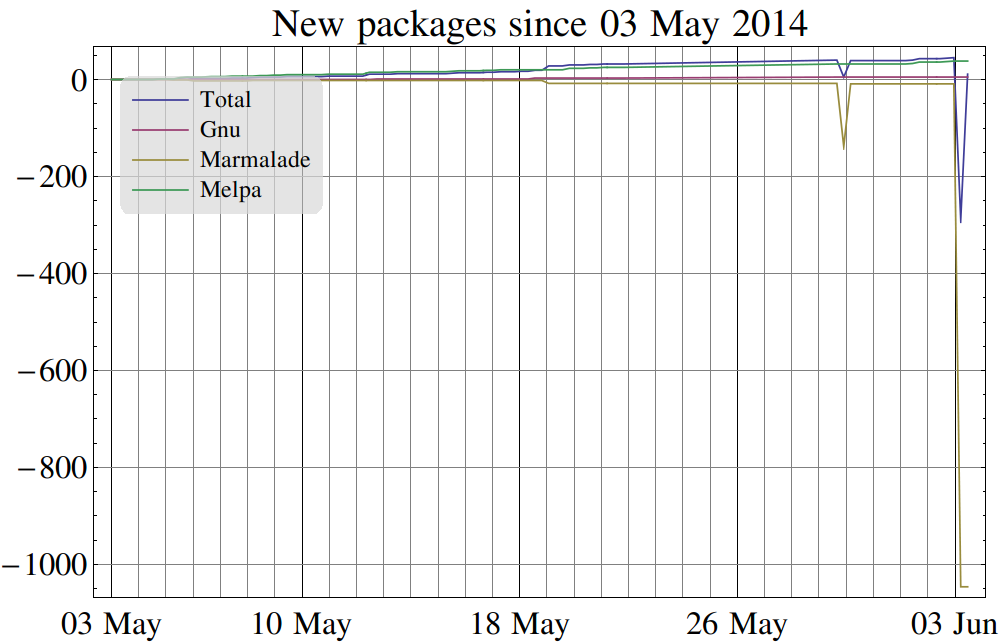 New packages since 03 May 2014
0
−200
−400
−600
−800
−1000
Total
Gnu
Marmalade
Melpa
03 May 10 May 18 May 26 May 03 Jun